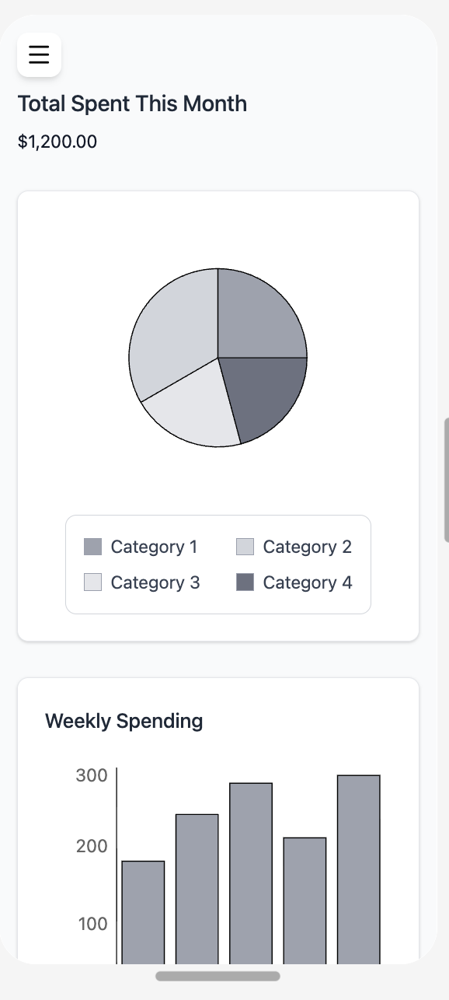 Total Spent This Month
$1,200.00
Category 1
Category 2
Category 3
Category 4
Weekly Spending
300
200
100